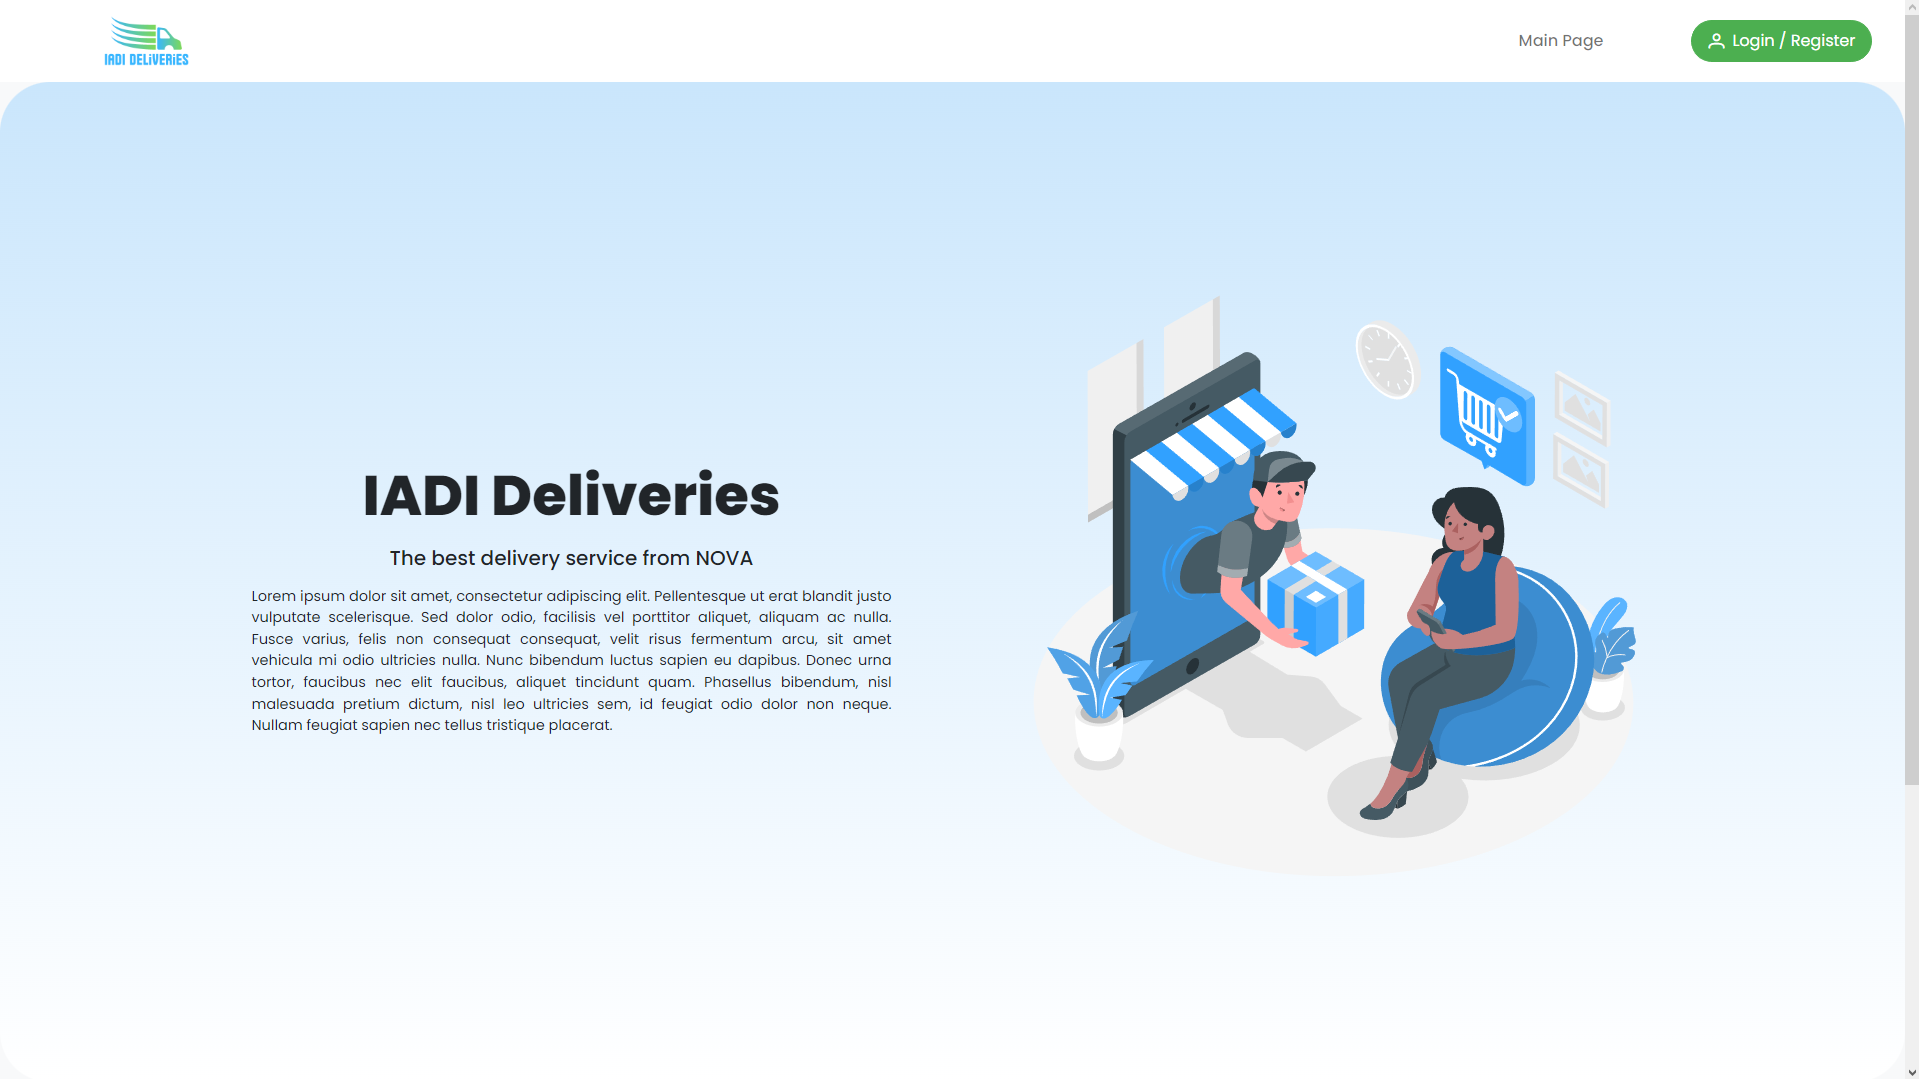 IADI DELiVERiES
Main Page
Login / Register
IADI Deliveries
The best delivery service from NOVA
Lorem ipsum dolor sit amet, consectetur adipiscing elit. Pellentesque ut erat blandit justo
vulputate scelerisque. Sed dolor odio, facilisis vel porttitor aliquet, aliquam ac nulla.
Fusce varius, felis non consequat consequat, velit risus fermentum arcu, sit amet
vehicula mi odio ultricies nulla. Nunc bibendum luctus sapien eu dapibus. Donec urna
tortor, faucibus nec elit faucibus, aliquet tincidunt quam. Phasellus bibendum, nisl
malesuada pretium dictum, nisl leo ultricies sem, id feugiat odio dolor non neque.
Nullam feugiat sapien nec tellus tristique placerat.